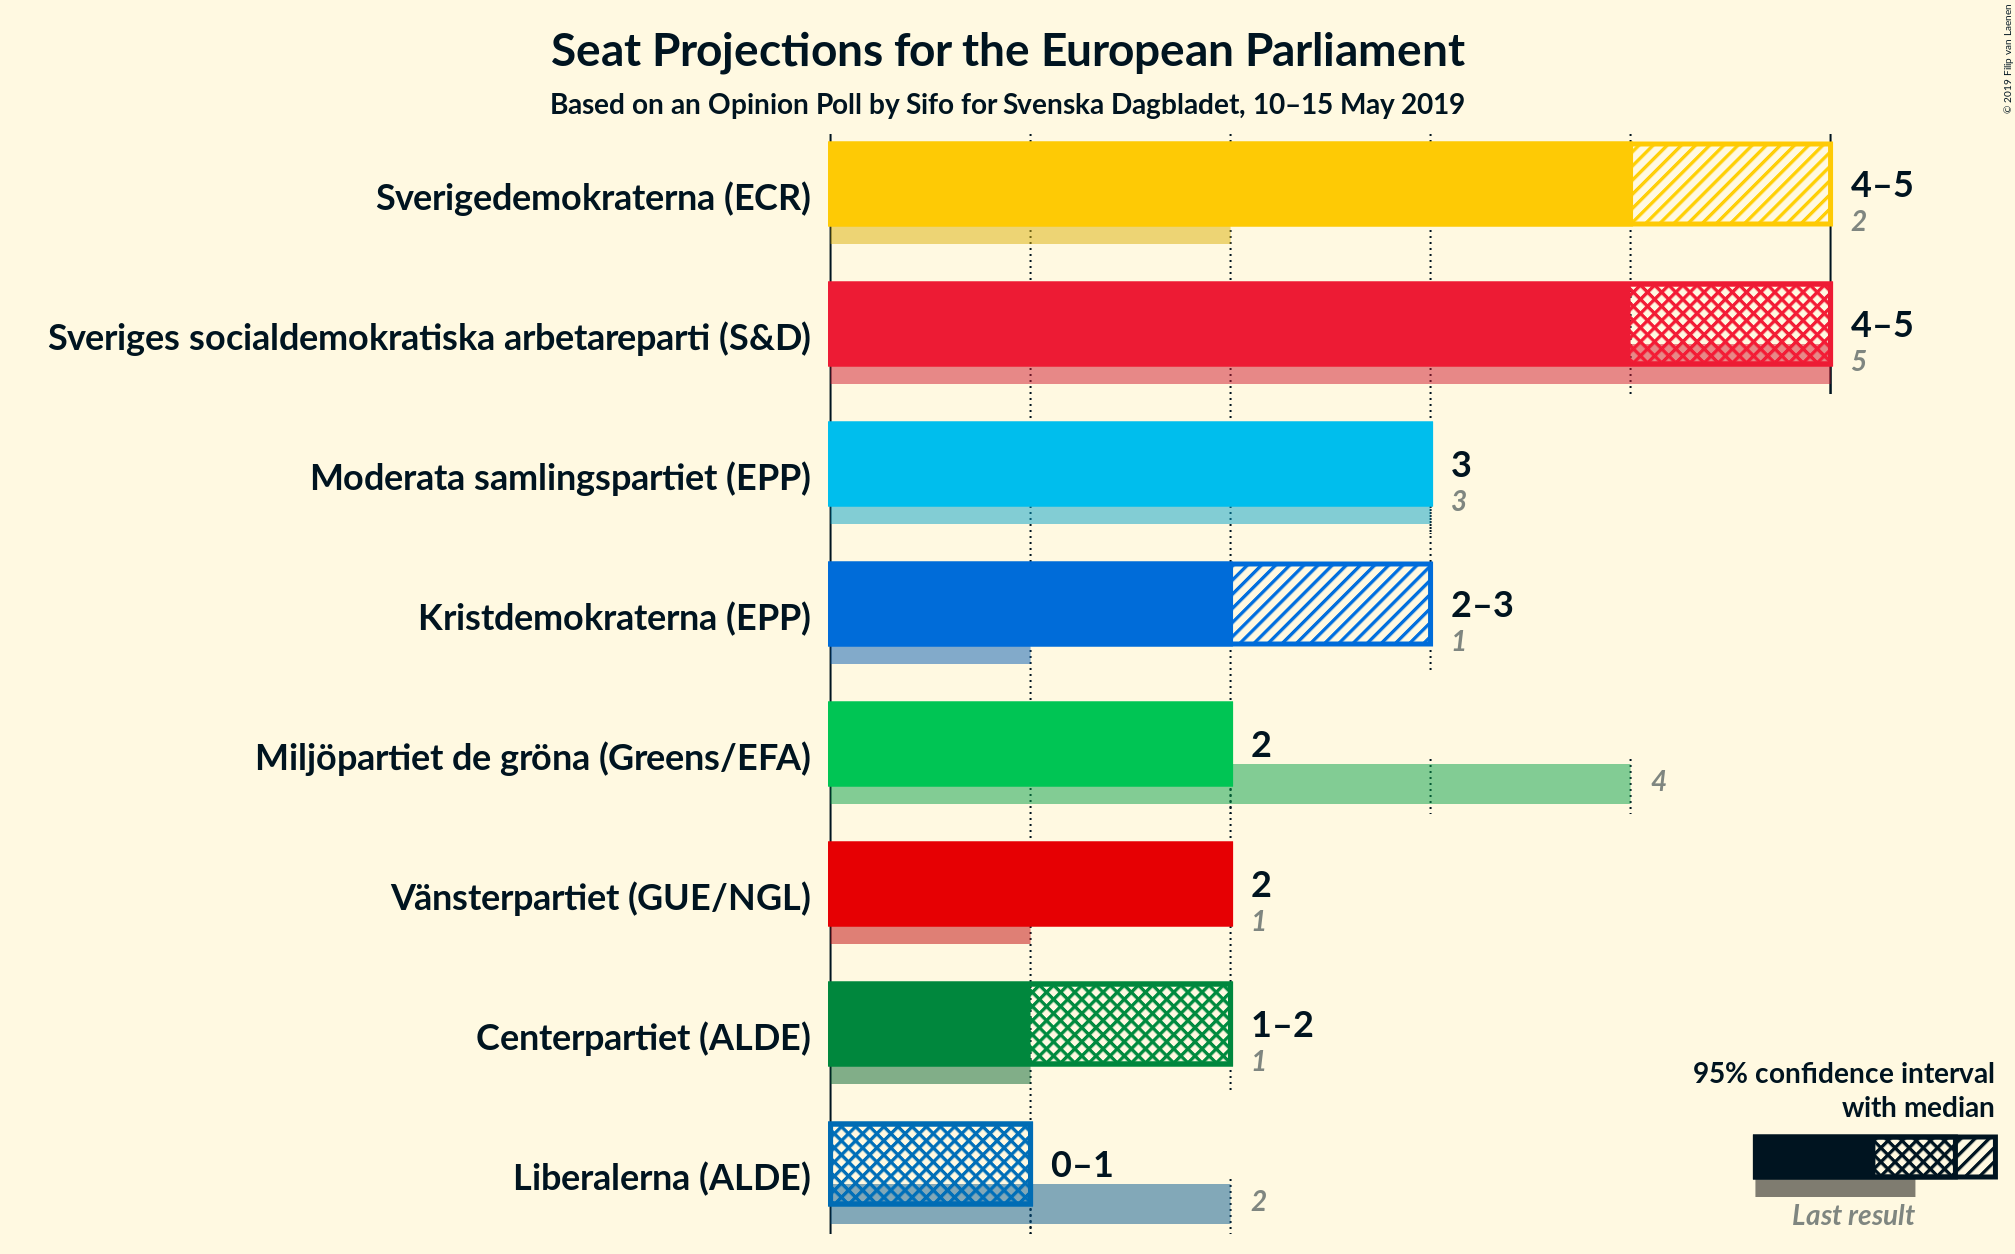 Seat Projections for the European Parliament
Based on an Opinion Poll by Sifo for Svenska Dagbladet, 10–15 May 2019
© 2019 Filip van Laenen
Sverigedemokraterna (ECR)
4–5
2
Sveriges socialdemokratiska arbetareparti (S&D)
4–5
5
Moderata samlingspartiet (EPP)
3
3
Kristdemokraterna (EPP)
2–3
1
Miljöpartiet de gröna (Greens/EFA)
2
4
Vänsterpartiet (GUE/NGL)
2
1
Centerpartiet (ALDE)
1–2
1
Liberalerna (ALDE)
0–1
2
95% confidence interval
with median
Last result